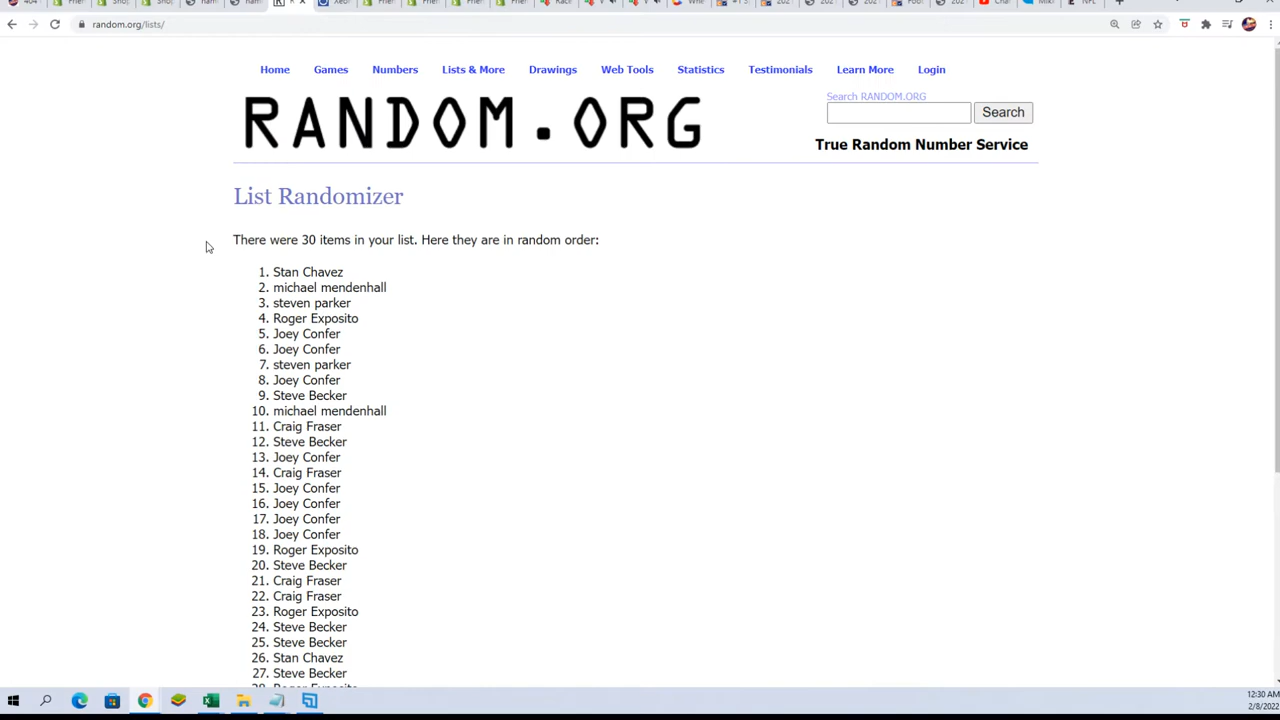 random.org/lists/
Home Games Numbers Lists & More Drawings Web Tools Statistics Testimonials Learn More Login
RANDOM.ORG
Search RANDOM.ORG
Search
True Random Number Service
List Randomizer
There were 30 items in your list. Here they are in random order:
1. Stan Chavez
2. michael mendenhall
3. steven parker
4. Roger Exposito
5. Joey Confer
6. Joey Confer
7. steven parker
8. Joey Confer
9. Steve Becker
10. michael mendenhall
11. Craig Fraser
12. Steve Becker
13. Joey Confer
14. Craig Fraser
15. Joey Confer
16. Joey Confer
17. Joey Confer
18. Joey Confer
19. Roger Exposito
20. Steve Becker
21. Craig Fraser
22. Craig Fraser
23. Roger Exposito
24. Steve Becker
25. Steve Becker
26. Stan Chavez
27. Steve Becker
28. Roger Exposito
12:30 AM
2/8/2022